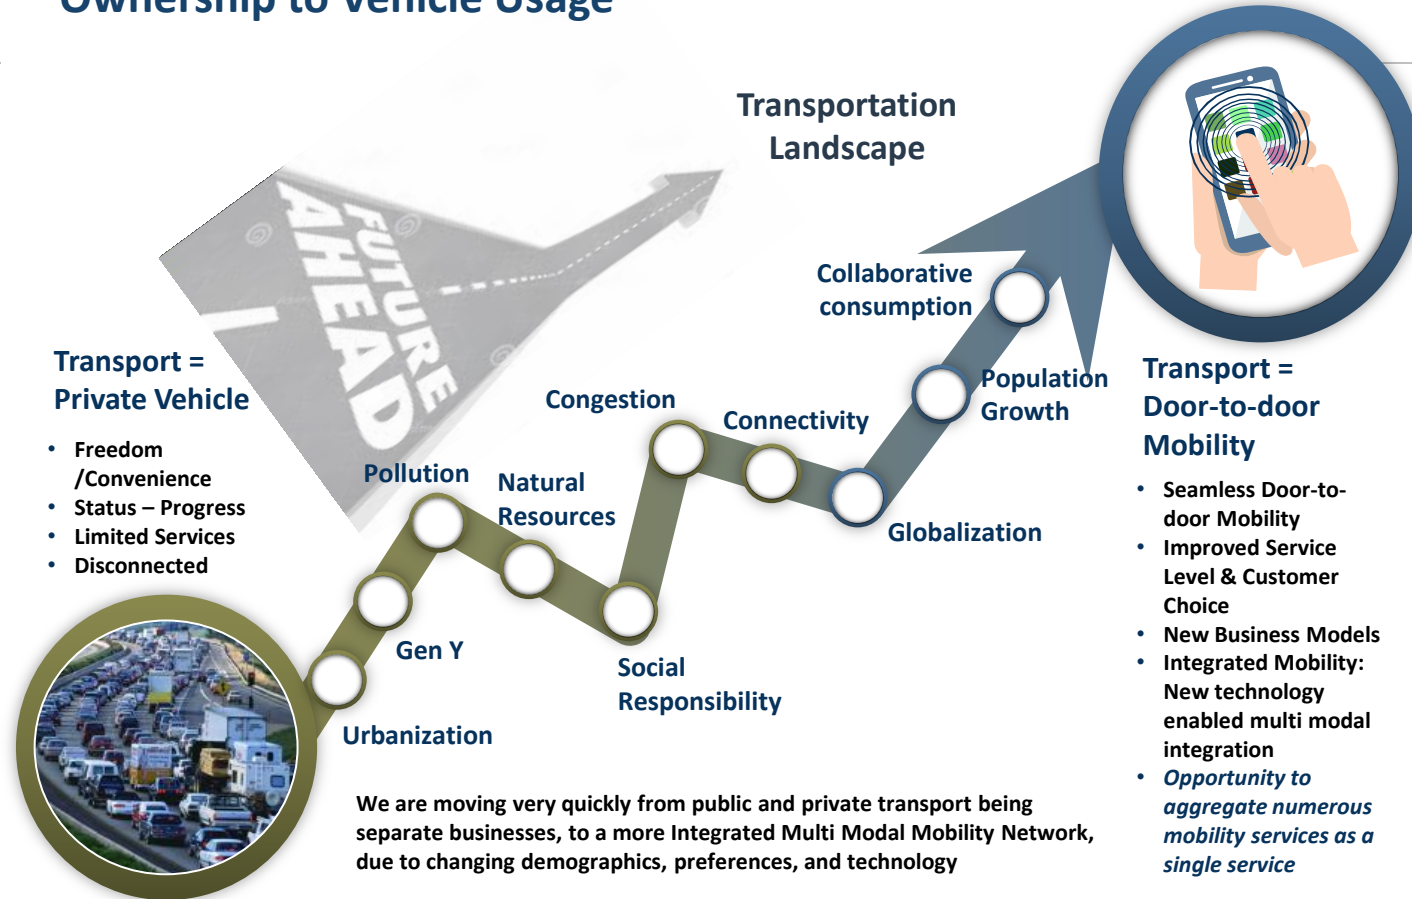 Ownership to Vehicle Usage
Transportation
Landscape
FUTURE
AHEAD
Transport =
Private Vehicle
• Freedom
/Convenience
• Status – Progress
• Limited Services
• Disconnected
Urbanization
Gen Y
Pollution
Natural
Resources
Social
Responsibility
Congestion
Connectivity
Globalization
Population
Growth
Collaborative
consumption
Transport =
Door-to-door
Mobility
• Seamless Door-to-
door Mobility
• Improved Service
Level & Customer
Choice
• New Business Models
• Integrated Mobility:
New technology
enabled multi modal
integration
• Opportunity to
aggregate numerous
mobility services as a
single service
We are moving very quickly from public and private transport being
separate businesses, to a more Integrated Multi Modal Mobility Network,
due to changing demographics, preferences, and technology